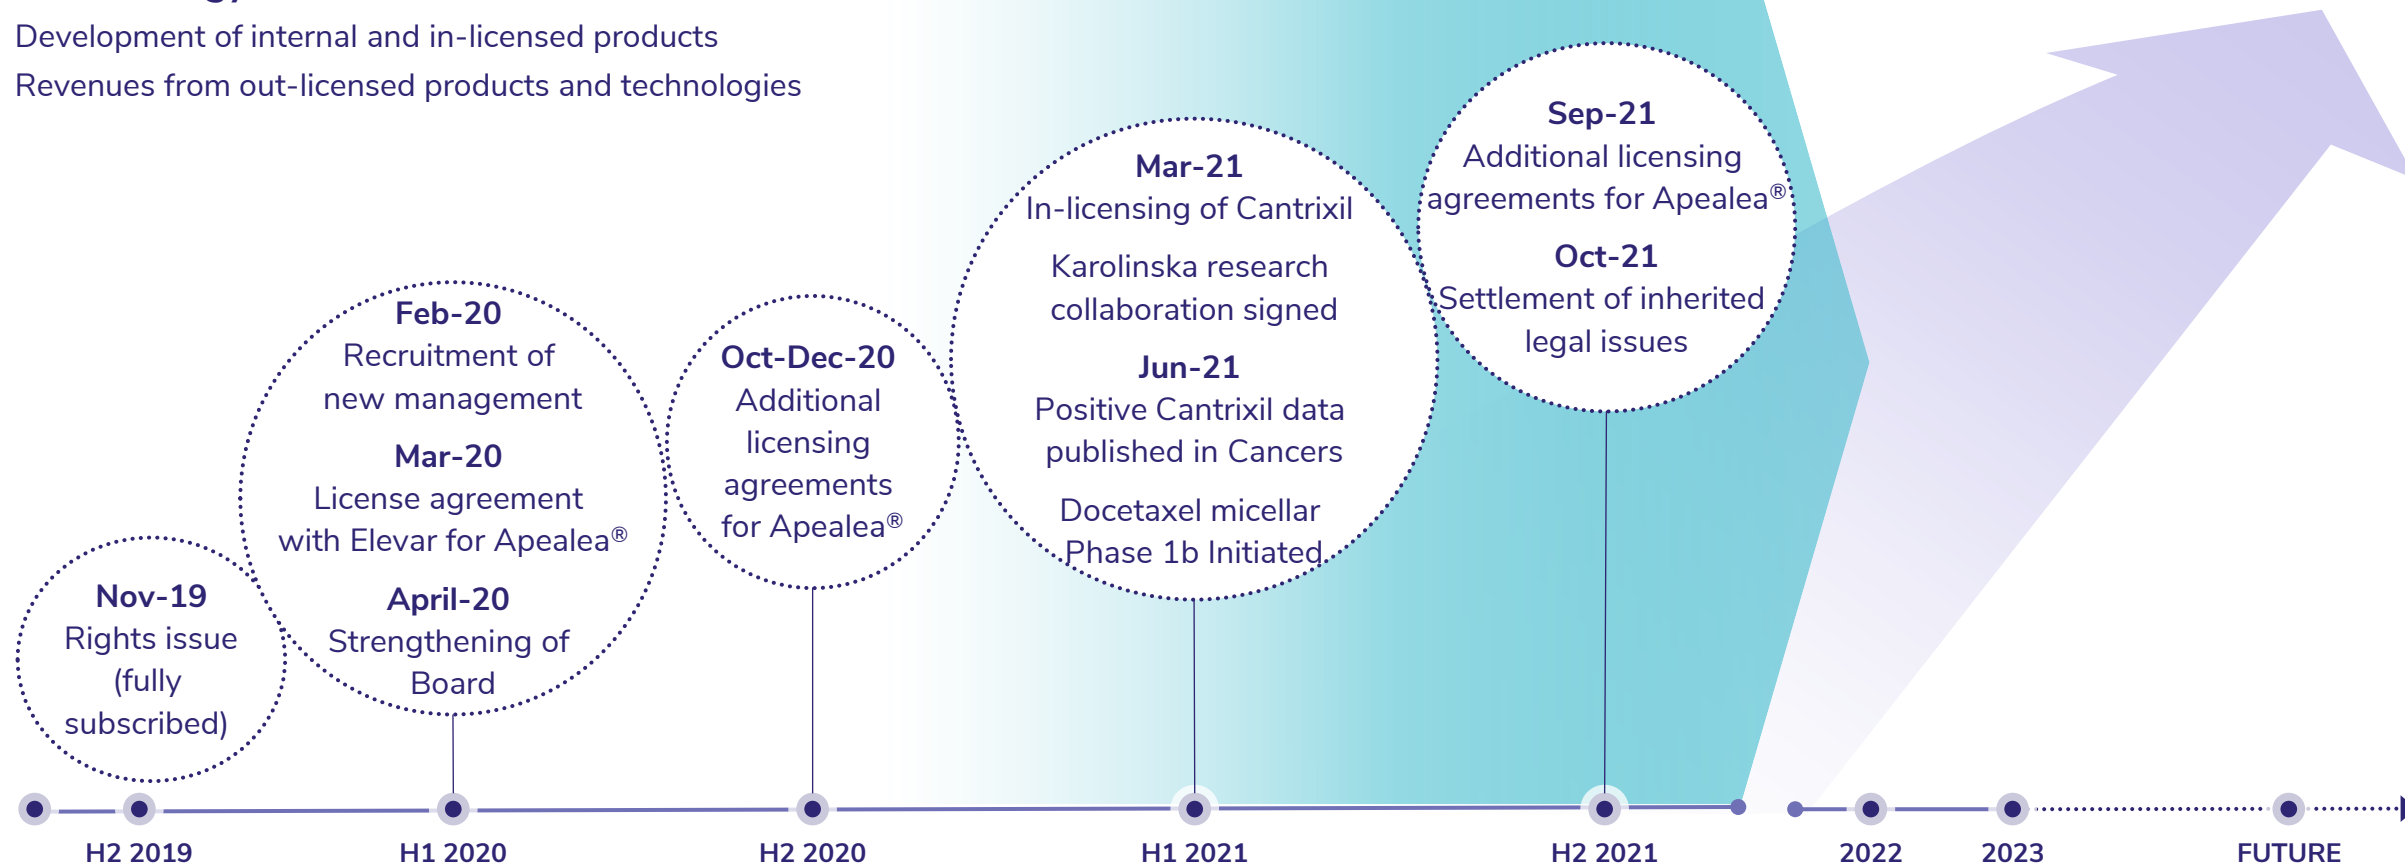 Development of internal and in-licensed products
Revenues from out-licensed products and technologies
Nov-19
Rights issue
(fully
subscribed)
Feb-20
Recruitment of
new management
Mar-20
License agreement
with Elevar for Apealea®
April-20
Strengthening of
Board
Oct-Dec-20
Additional
licensing
agreements
for Apealea®
Mar-21
In-licensing of Cantrixil
Karolinska research
collaboration signed
Jun-21
Positive Cantrixil data
published in Cancers
Docetaxel micellar
Phase 1b Initiated
Sep-21
Additional licensing
agreements for Apealea®
Oct-21
Settlement of inherited
legal issues
H2 2019
H1 2020
H2 2020
H1 2021
H2 2021
2022
2023
FUTURE